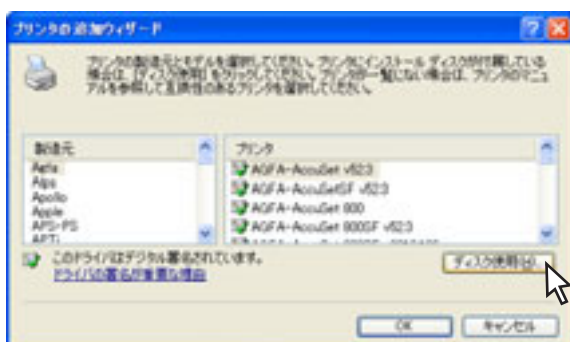 プリンタの追加ウィザード
プリンタの製造元とモデルを選択してください。プリンタにインストール ディスクが付属している
場合は、[ディスク使用] をクリックしてください。プリンタが一覧にない場合は、プリンタのマニュ
アルを参照して互換性のあるプリンタを選択してください。
製造元
Agfa
Alps
Apollo
Apple
APS-PS
APTi
プリンタ
AGFA-AccuSet v52.3
AGFA-AccuSetSF v52.3
AGFA-AccuSet 800
AGFA-AccuSet 800SF v52.3
このドライバはデジタル署名されています。
ドライバの署名が重要な理由
ディスク使用(H)...
OK
キャンセル